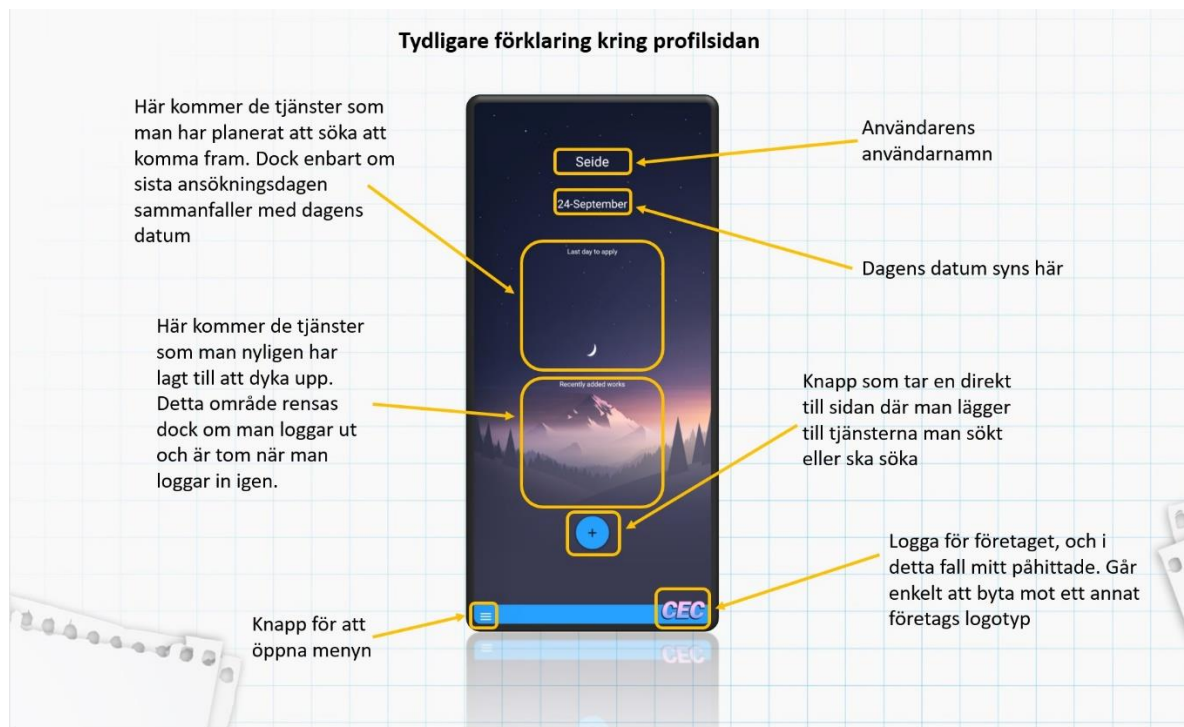 Tydligare förklaring kring profilsidan
Här kommer de tjänster som
man har planerat att söka att
komma fram. Dock enbart om
sista ansökningsdagen
sammanfaller med dagens
datum
Här kommer de tjänster
som man nyligen har
lagt till att dyka upp.
Detta område rensas
dock om man loggar ut
och är tom när man
loggar in igen.
Knapp för att
öppna menyn
Seide
24-September
Last day to apply
Recently added works
+
CEC
Användarens
användarnamn
Dagens datum syns här
Knapp som tar en direkt
till sidan där man lägger
till tjänsterna man sökt
eller ska söka
Logga för företaget, och i
detta fall mitt påhittade. Går
enkelt att byta mot ett annat
företags logotyp